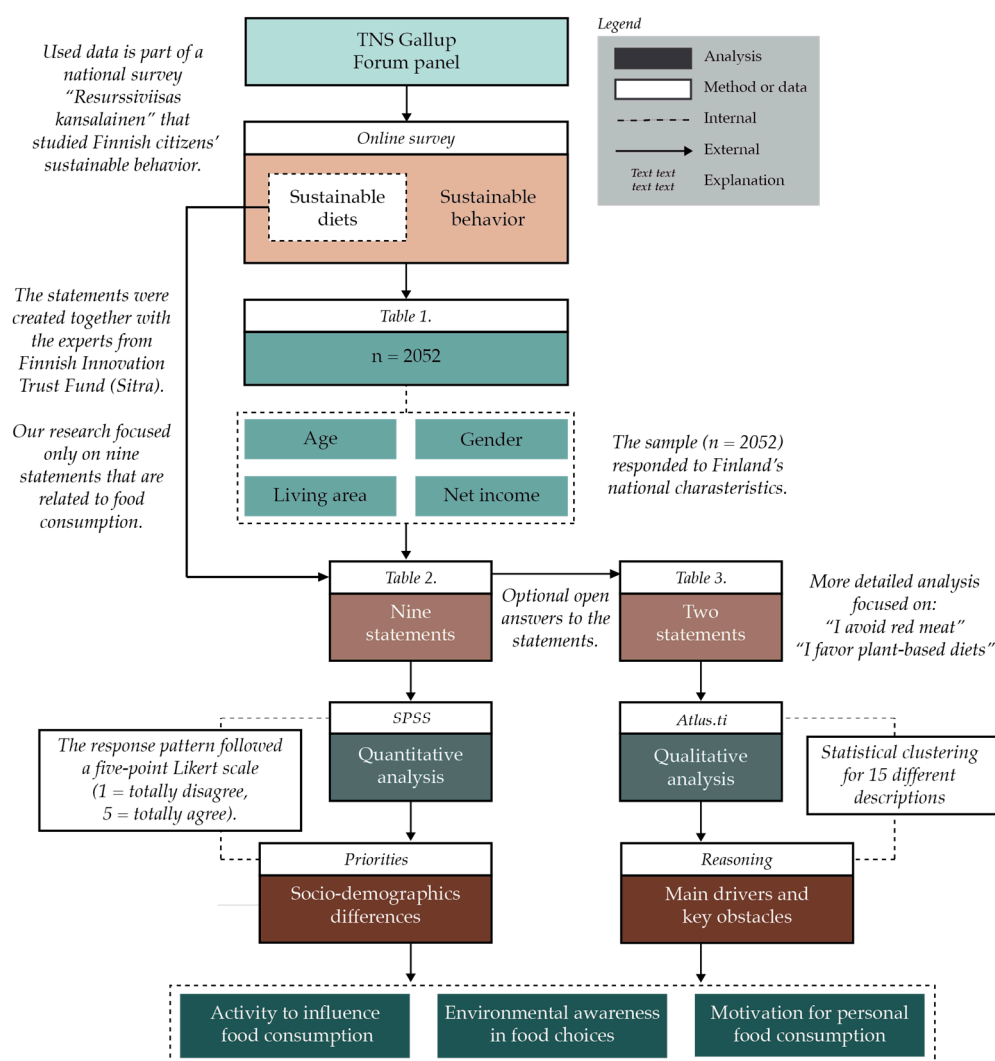 Used data is part of a
national survey
“Resurssiviisas
kansalainen” that
studied Finnish citizens’
sustainable behavior.
TNS Gallup
Forum panel
Legend
Analysis
Method or data
Internal
External
Text text
text text
Explanation
Online survey
Sustainable
diets
Sustainable
behavior
The statements were
created together with
the experts from
Finnish Innovation
Trust Fund (Sitra).
Our research focused
only on nine
statements that are
related to food
consumption.
Table 1.
n = 2052
Age
Gender
Living area
Net income
The sample (n = 2052)
responded to Finland’s
national charasteristics.
Table 2.
Nine
statements
Optional open
answers to the
statements.
Table 3.
Two
statements
More detailed analysis
focused on:
“I avoid red meat”
“I favor plant-based diets”
SPSS
Quantitative
analysis
Atlas.ti
Qualitative
analysis
The response pattern followed
a five-point Likert scale
(1 = totally disagree,
5 = totally agree).
Statistical clustering
for 15 different
descriptions
Priorities
Socio-demographics
differences
Reasoning
Main drivers and
key obstacles
Activity to influence
food consumption
Environmental awareness
in food choices
Motivation for personal
food consumption